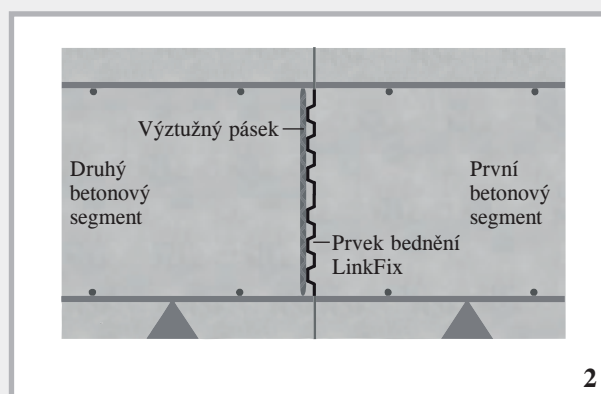 Výztužný pásek
Druhý
betonový
segment
První
betonový
segment
Prvek bednění
LinkFix
2